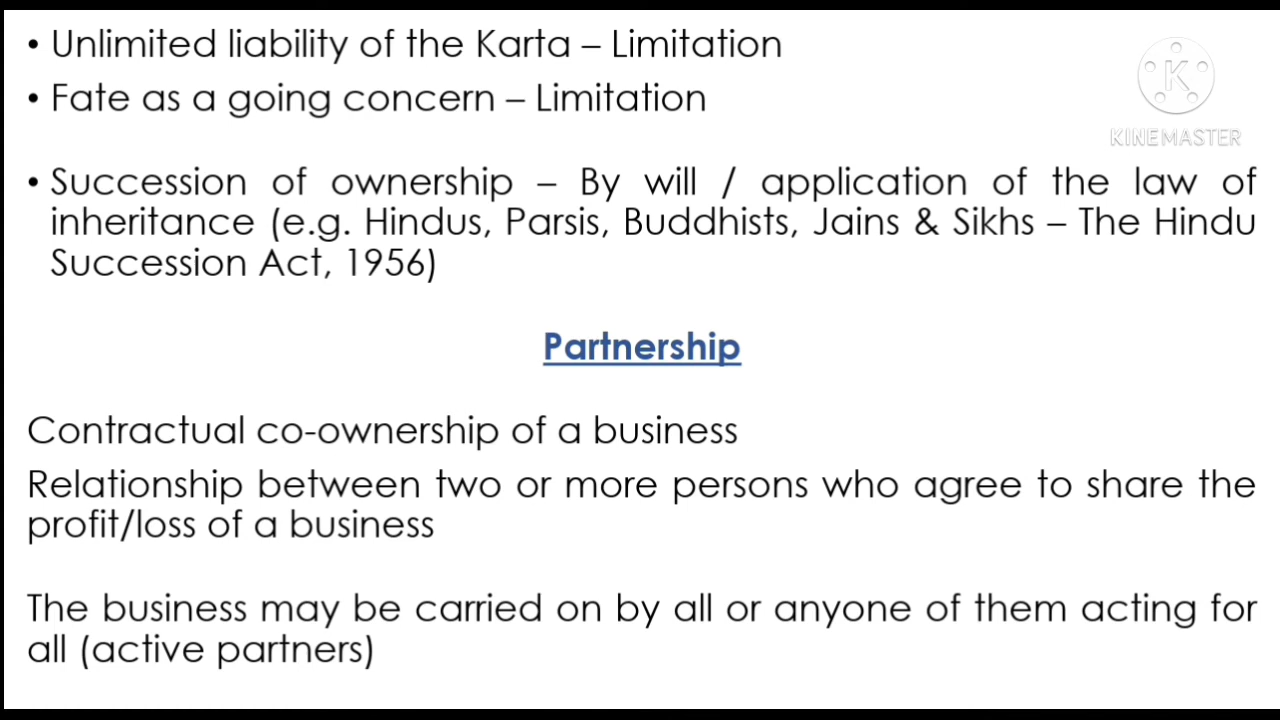 • Unlimited liability of the Karta – Limitation
• Fate as a going concern – Limitation
K
KINEMASTER
• Succession of ownership – By will / application of the law of
inheritance (e.g. Hindus, Parsis, Buddhists, Jains & Sikhs – The Hindu
Succession Act, 1956)
Partnership
Contractual co-ownership of a business
Relationship between two or more persons who agree to share the
profit/loss of a business
The business may be carried on by all or anyone of them acting for
all (active partners)